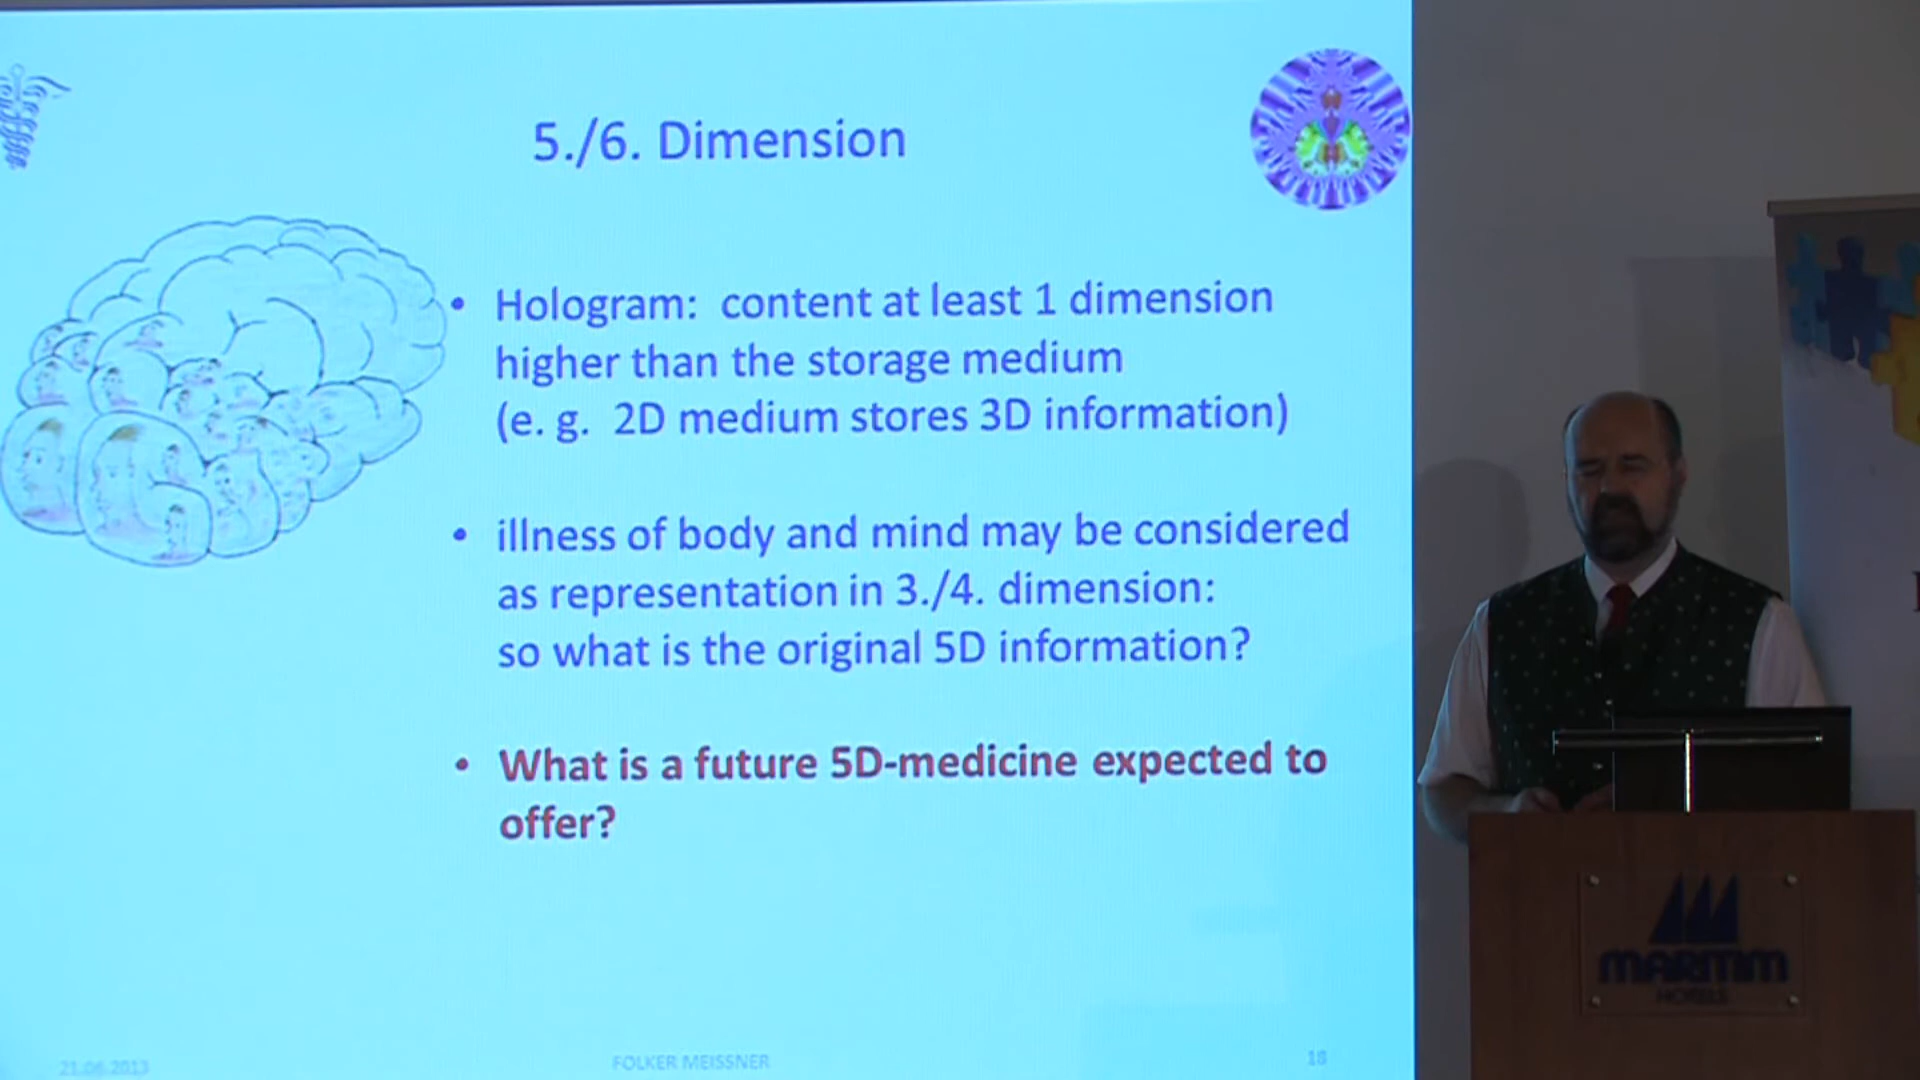 5./6. Dimension
• Hologram: content at least 1 dimension
higher than the storage medium
(e. g. 2D medium stores 3D information)
• illness of body and mind may be considered
as representation in 3./4. dimension:
so what is the original 5D information?
• What is a future 5D-medicine expected to
offer?
21.06.2013
FOLKER MEISSNER
18
MARITIM
HOTELS